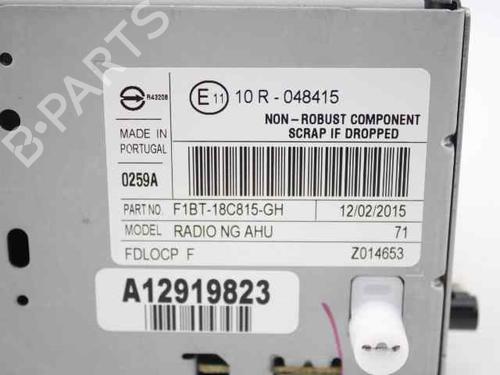 R43208
E11 10 R - 048415
NON - ROBUST COMPONENT
SCRAP IF DROPPED
MADE IN
PORTUGAL
0259A
PART NO. F1BT-18C815-GH 12/02/2015
MODEL RADIO NG AHU 71
FDLOCP F Z014653
A12919823
B-PARTS